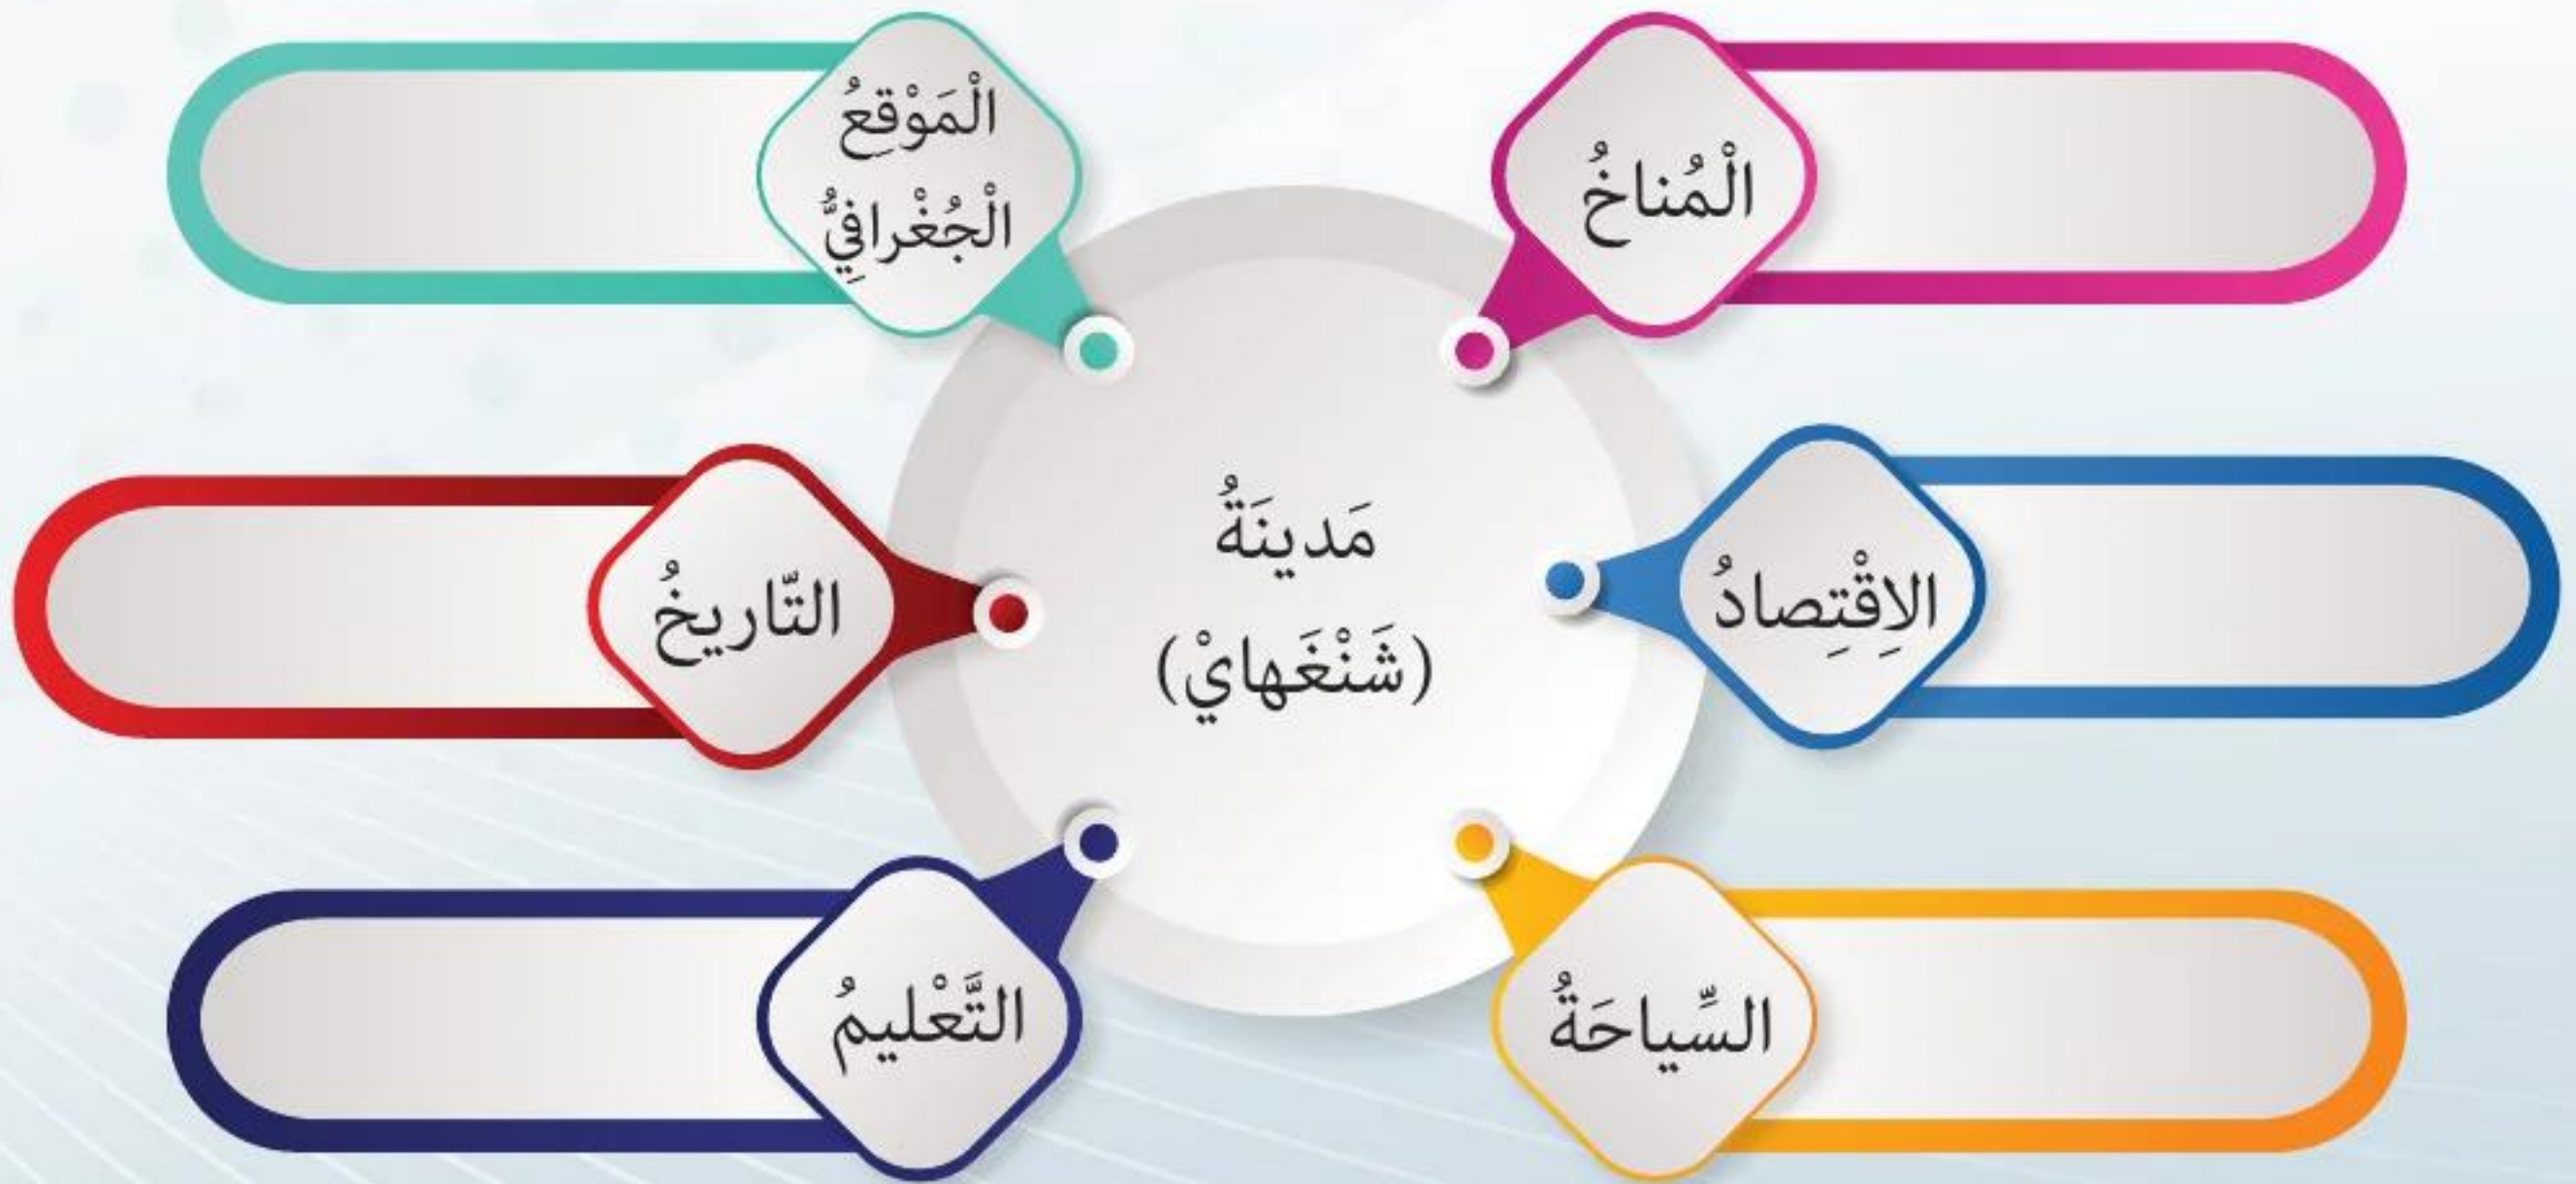 الْمُناخُ
الْمَوْقِعُ
الْجُغْرافِيُّ
مَدينَةُ
(شَنْغَهايْ)
الاِقْتِصادُ
التّاريخُ
السِّياحَةُ
التَّعْليمُ